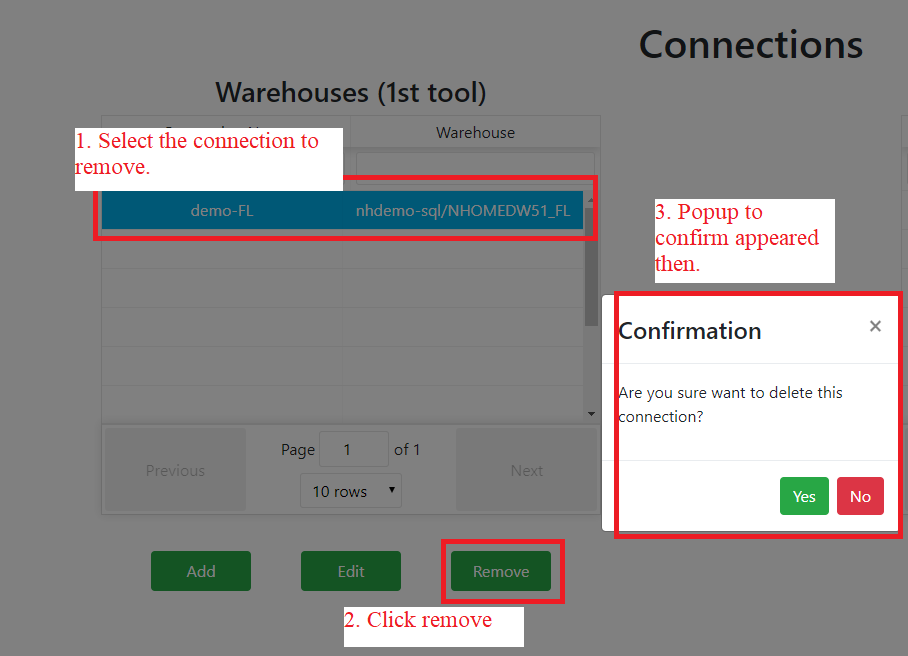 Connections
Warehouses (1st tool)
Warehouse
1. Select the connection to
remove.
demo-FL
nhdemo-sql/NHOMEDW51_FL
3. Popup to
confirm appeared
then.
Confirmation
×
Are you sure want to delete this
connection?
Yes
No
Previous
Page 1 of 1
10 rows
Next
Add
Edit
Remove
2. Click remove